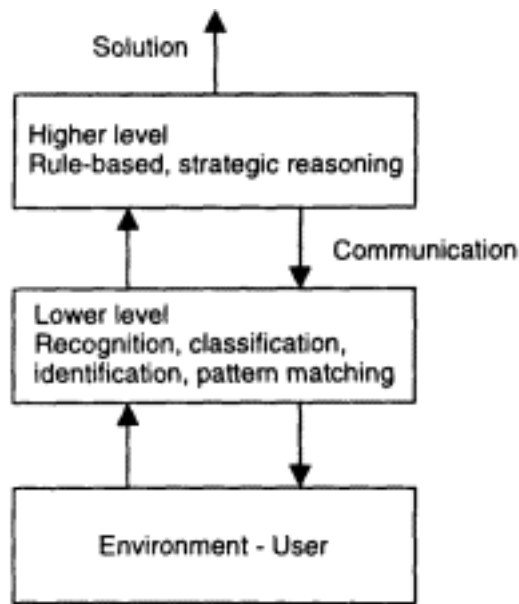 Solution
Higher level
Rule-based, strategic reasoning
Communication
Lower level
Recognition, classification,
identification, pattern matching
Environment - User